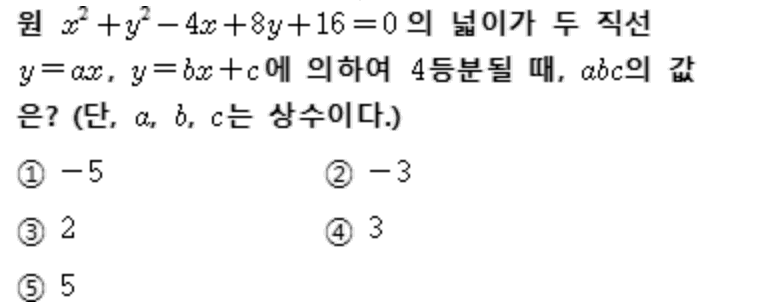 원 x²+y²-4x+8y+16=0의 넓이가 두 직선
y=ax, y=bx+c에 의하여 4등분될 때, abc의 값
은? (단, a, b, c는 상수이다.)
① -5 ② -3
③ 2 ④ 3
⑤ 5